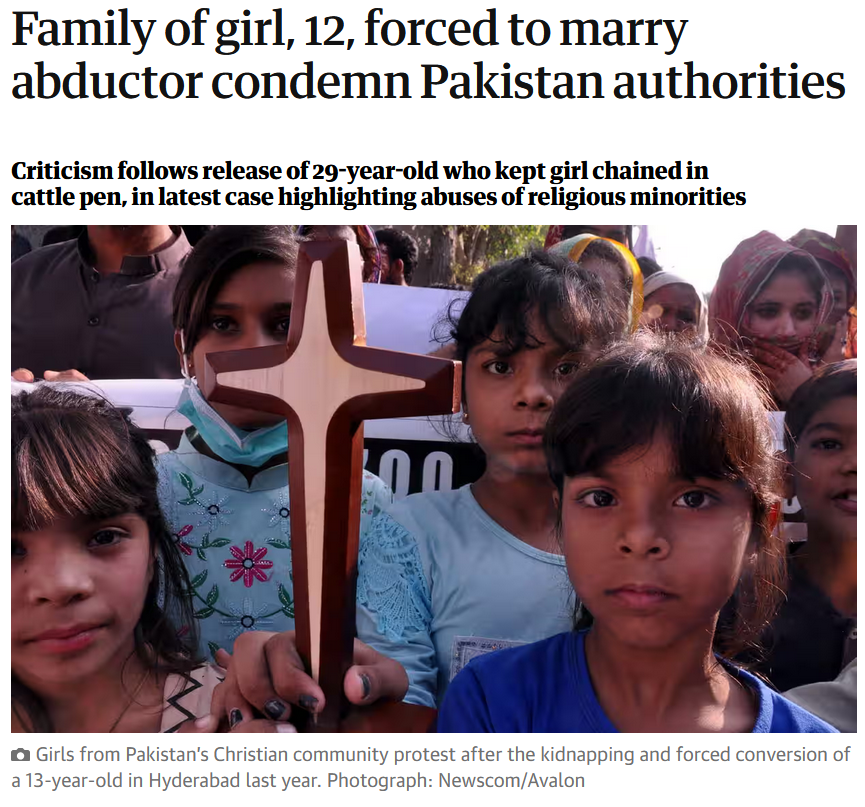 Family of girl, 12, forced to marry
abductor condemn Pakistan authorities
Criticism follows release of 29-year-old who kept girl chained in
cattle pen, in latest case highlighting abuses of religious minorities
Girls from Pakistan's Christian community protest after the kidnapping and forced conversion of
a 13-year-old in Hyderabad last year. Photograph: Newscom/Avalon